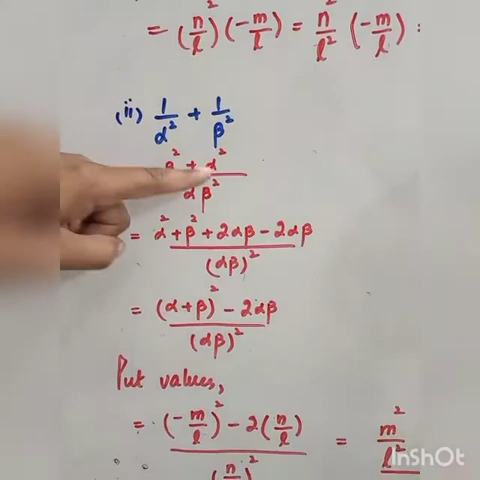 = (n/l)² (-m/l) = n²/l² (-m/l) :
(ii) 1/α² + 1/β²
β² + α² / α β²
= α² + β² + 2αβ - 2αβ / (αβ)²
= (α + β)² - 2αβ / (αβ)²
Put values,
= (-m/l)² - 2(n/l) / (n/l)² = m²/l²
InShOt